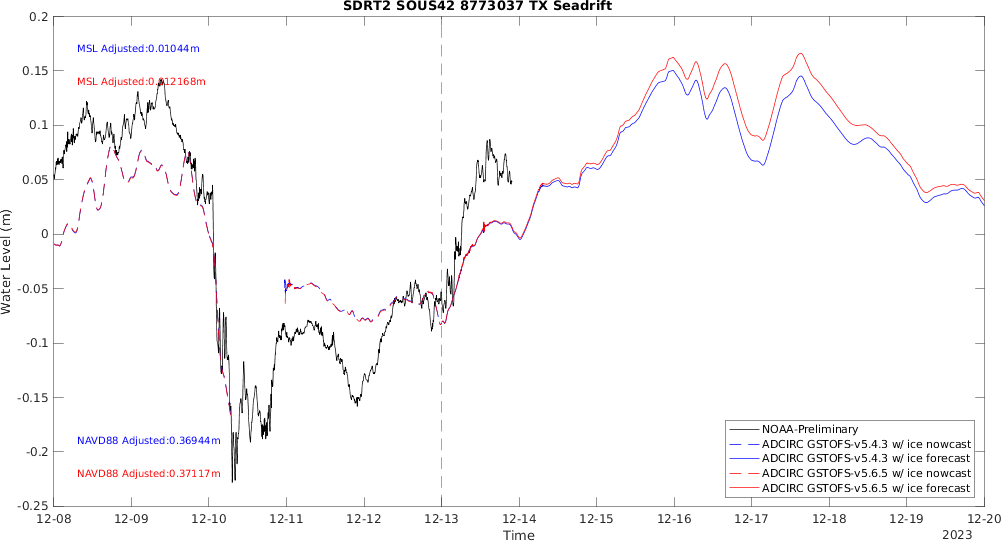 SDRT2 SOUS42 8773037 TX Seadrift
0.2
0.15
0.1
0.05
0
-0.05
-0.1
-0.15
-0.2
-0.25
Water Level (m)
MSL Adjusted:0.01044m
MSL Adjusted:0.012168m
NAVD88 Adjusted:0.36944m
NAVD88 Adjusted:0.37117m
NOAA-Preliminary
ADCIRC GSTOFS-v5.4.3 w/ ice nowcast
ADCIRC GSTOFS-v5.4.3 w/ ice forecast
ADCIRC GSTOFS-v5.6.5 w/ ice nowcast
ADCIRC GSTOFS-v5.6.5 w/ ice forecast
12-08 12-09 12-10 12-11 12-12 12-13 12-14 12-15 12-16 12-17 12-18 12-19 12-20
Time
2023